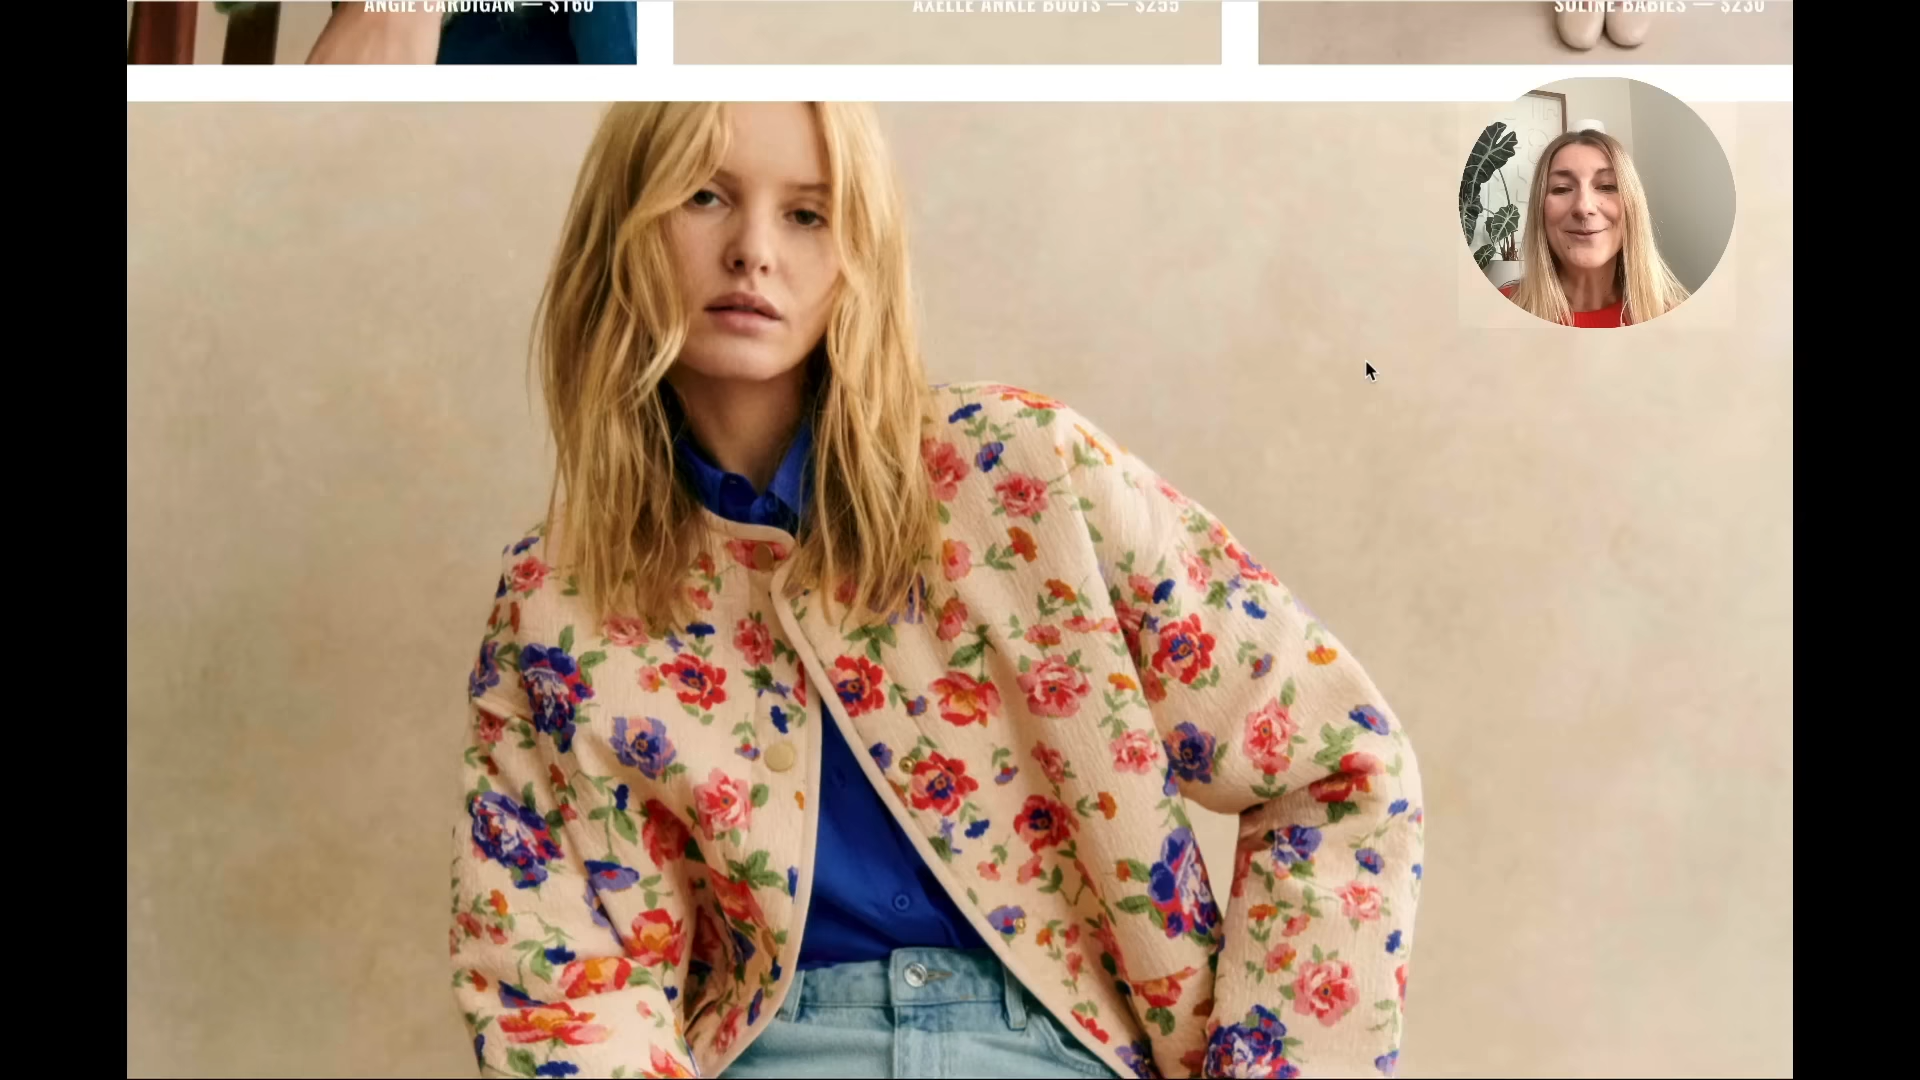 ANGIE CARDIGAN — $160
AXELLE ANKLE BOOTS — $255
SOLINE BABIES — $230